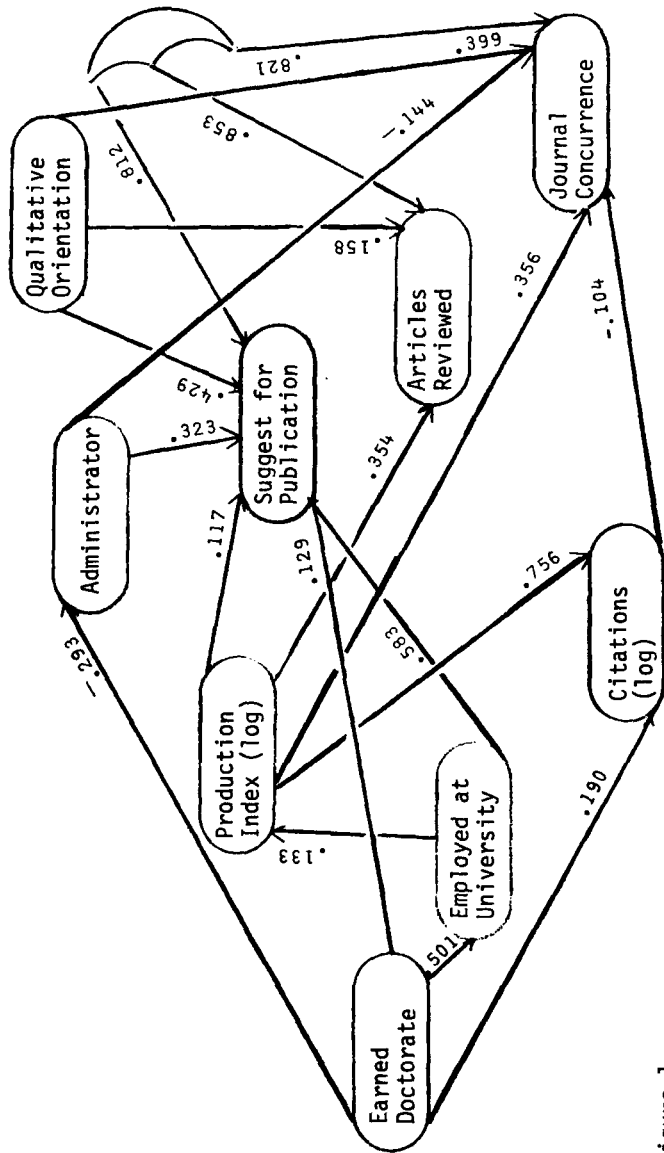 Qualitative
Orientation
.821
.399
.812
.853
-.144
Administrator
.429
.158
.323
Journal
Concurrence
-.293
Suggest for
Publication
Articles
Reviewed
.117
.354
.356
Production
Index (log)
.129
-.104
.133
.583
.756
Employed at
University
Citations
(log)
.501
.190
Earned
Doctorate
igure 1